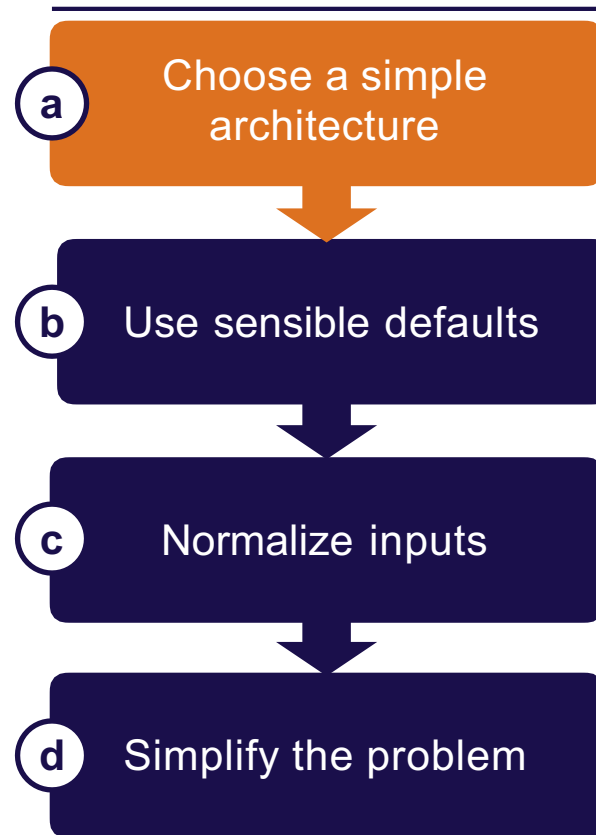 a
Choose a simple
architecture
b
Use sensible defaults
c
Normalize inputs
d
Simplify the problem